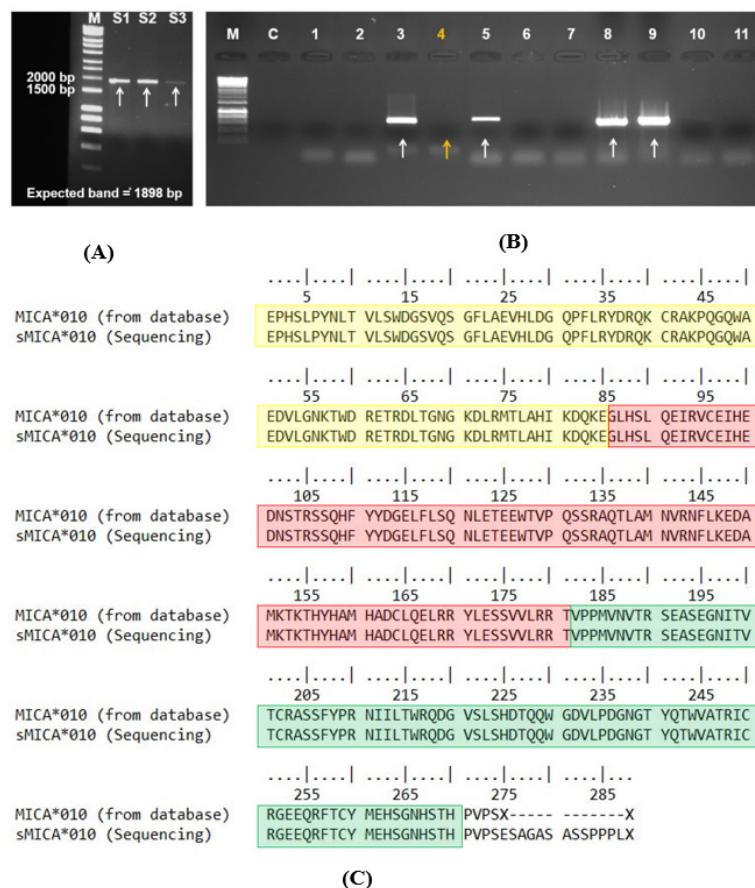 M S1 S2 S3
2000 bp
1500 bp
Expected band = 1898 bp
(A)
M C 1 2 3 4 5 6 7 8 9 10 11
(B)
....|....| ....|....| ....|....| ....|....| ....|....|
5 15 25 35 45
MICA*010 (from database) EPHSLPYNLT VLSWDGSVQS GFLAEVHLDG QPFLRYDRQK CRAKPQGQWA
sMICA*010 (Sequencing) EPHSLPYNLT VLSWDGSVQS GFLAEVHLDG QPFLRYDRQK CRAKPQGQWA
....|....| ....|....| ....|....| ....|....| ....|....|
55 65 75 85 95
MICA*010 (from database) EDVLGNKTWD RETRDLTGNG KDLRMTLAHI KDQKEGLHSL QEIRVCEIHE
sMICA*010 (Sequencing) EDVLGNKTWD RETRDLTGNG KDLRMTLAHI KDQKEGLHSL QEIRVCEIHE
....|....| ....|....| ....|....| ....|....| ....|....|
105 115 125 135 145
MICA*010 (from database) DNSTRSSQHF YYDGELFLSQ NLETEEWTVP QSSRAQTLAM NVRNFLKEDA
sMICA*010 (Sequencing) DNSTRSSQHF YYDGELFLSQ NLETEEWTVP QSSRAQTLAM NVRNFLKEDA
....|....| ....|....| ....|....| ....|....| ....|....|
155 165 175 185 195
MICA*010 (from database) MKTKTHYHAM HADCLQELRR YLESSVVLRR TVPPMVNVTR SEASEGNITV
sMICA*010 (Sequencing) MKTKTHYHAM HADCLQELRR YLESSVVLRR TVPPMVNVTR SEASEGNITV
....|....| ....|....| ....|....| ....|....| ....|....|
205 215 225 235 245
MICA*010 (from database) TCRASSFYPR NIILTWRQDG VSLSHDTQQW GDVLPDGNGT YQTWVATRIC
sMICA*010 (Sequencing) TCRASSFYPR NIILTWRQDG VSLSHDTQQW GDVLPDGNGT YQTWVATRIC
....|....| ....|....| ....|....| ....|...
255 265 275 285
MICA*010 (from database) RGEEQRFTCY MEHSGNHSTH PVPSX----- --------X
sMICA*010 (Sequencing) RGEEQRFTCY MEHSGNHSTH PVPSESAGAS ASSPPPLX
(C)